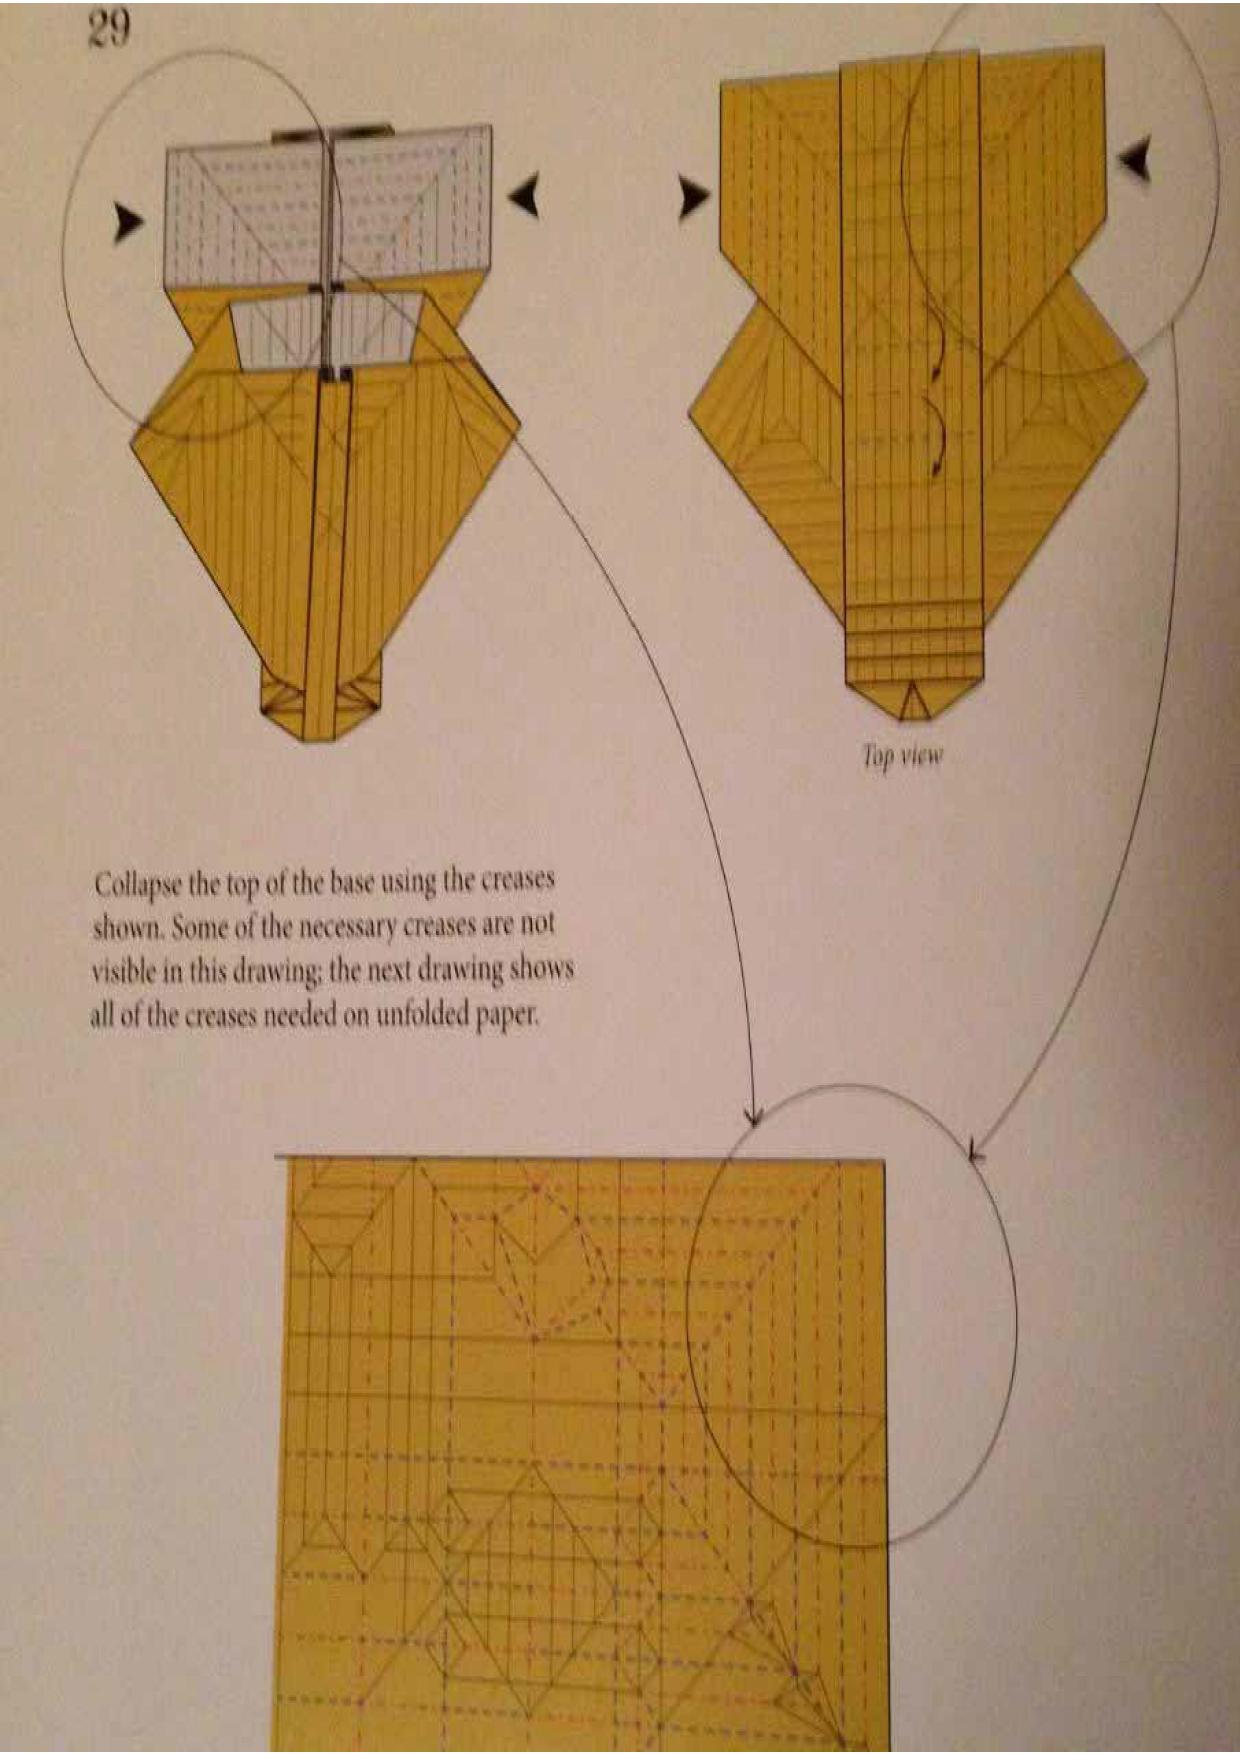 29
Top view
Collapse the top of the base using the creases
shown. Some of the necessary creases are not
visible in this drawing; the next drawing shows
all of the creases needed on unfolded paper.